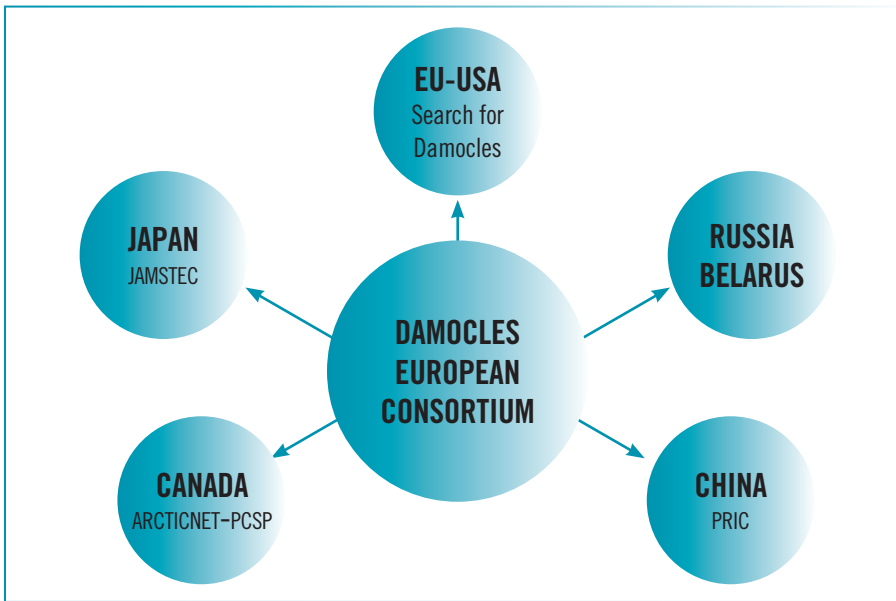 EU-USA
Search for
Damocles
JAPAN
JAMSTEC
RUSSIA
BELARUS
DAMOCLES
EUROPEAN
CONSORTIUM
CANADA
ARCTICNET-PCSP
CHINA
PRIC